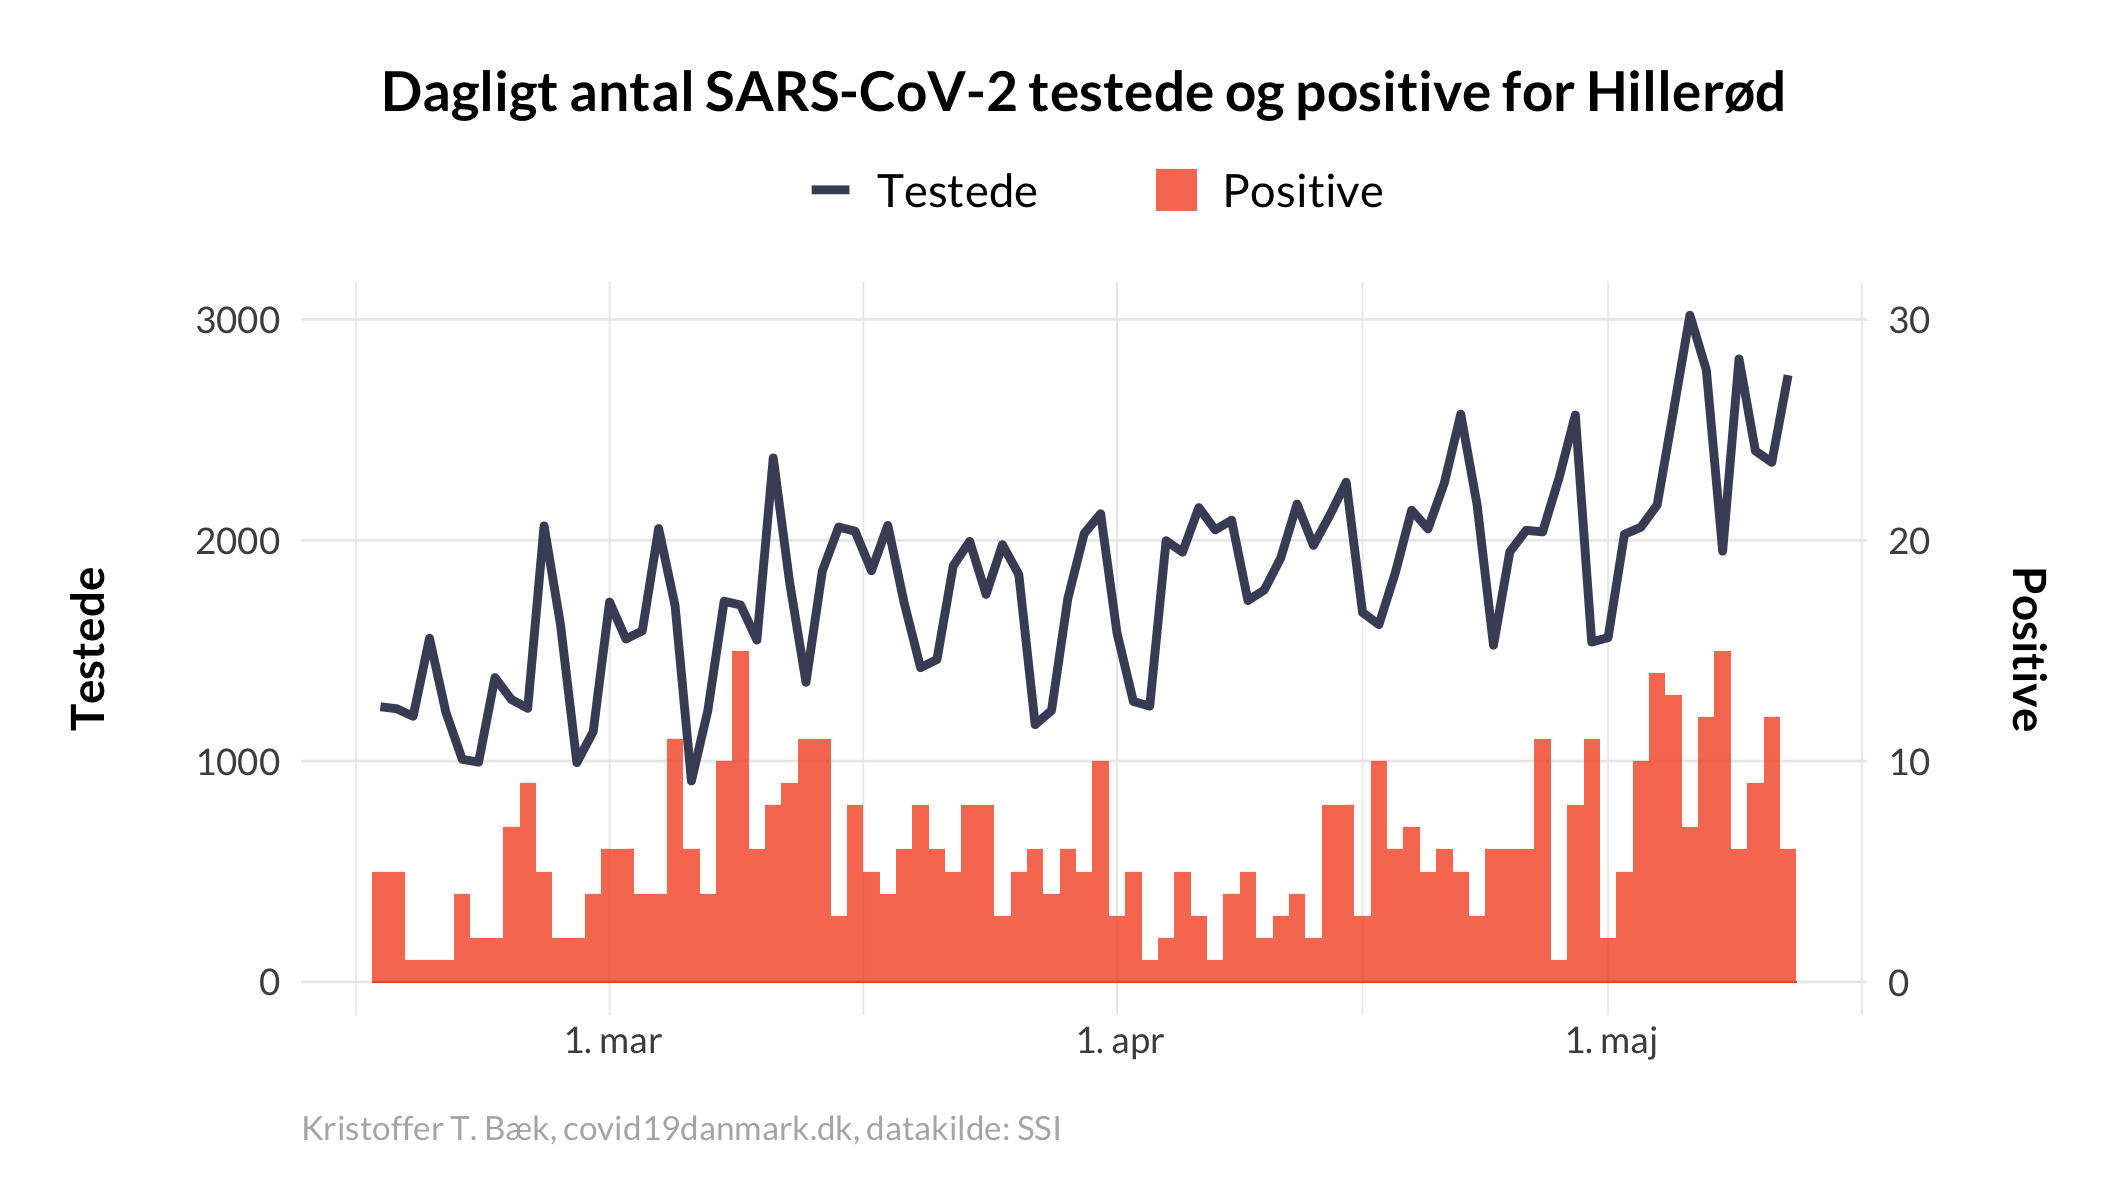 Dagligt antal SARS-CoV-2 testede og positive for Hillerød
Testede Positive
3000 30
2000 20
1000 10
0 0
Testede
Positive
1. mar 1. apr 1. maj
Kristoffer T. Bæk, covid19danmark.dk, datakilde: SSI